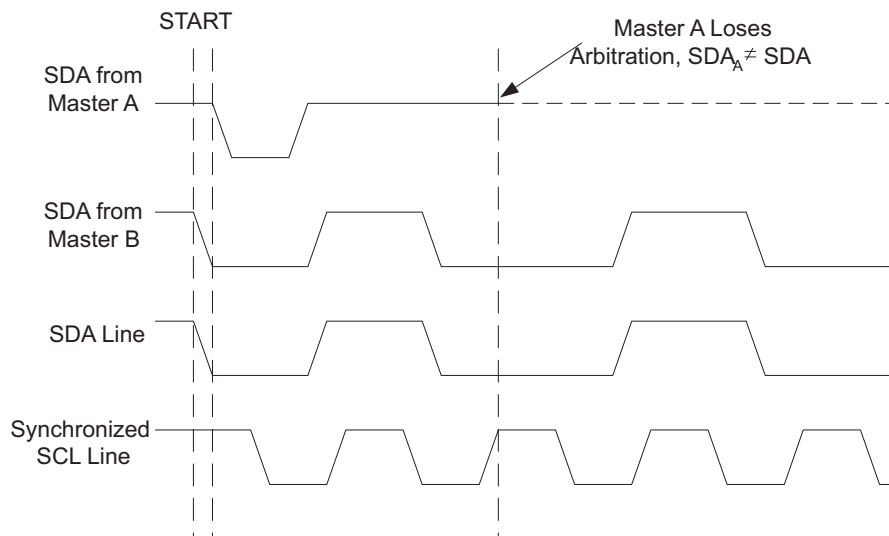 START
Master A Loses
Arbitration, SDA_A ≠ SDA
SDA from
Master A
SDA from
Master B
SDA Line
Synchronized
SCL Line